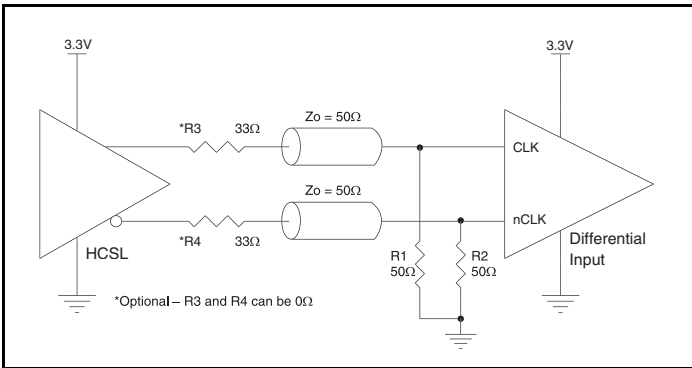 3.3V
3.3V
*R3
33Ω
Zo = 50Ω
CLK
Zo = 50Ω
nCLK
HCSL
*R4
33Ω
R1
50Ω
R2
50Ω
Differential
Input
*Optional – R3 and R4 can be 0Ω